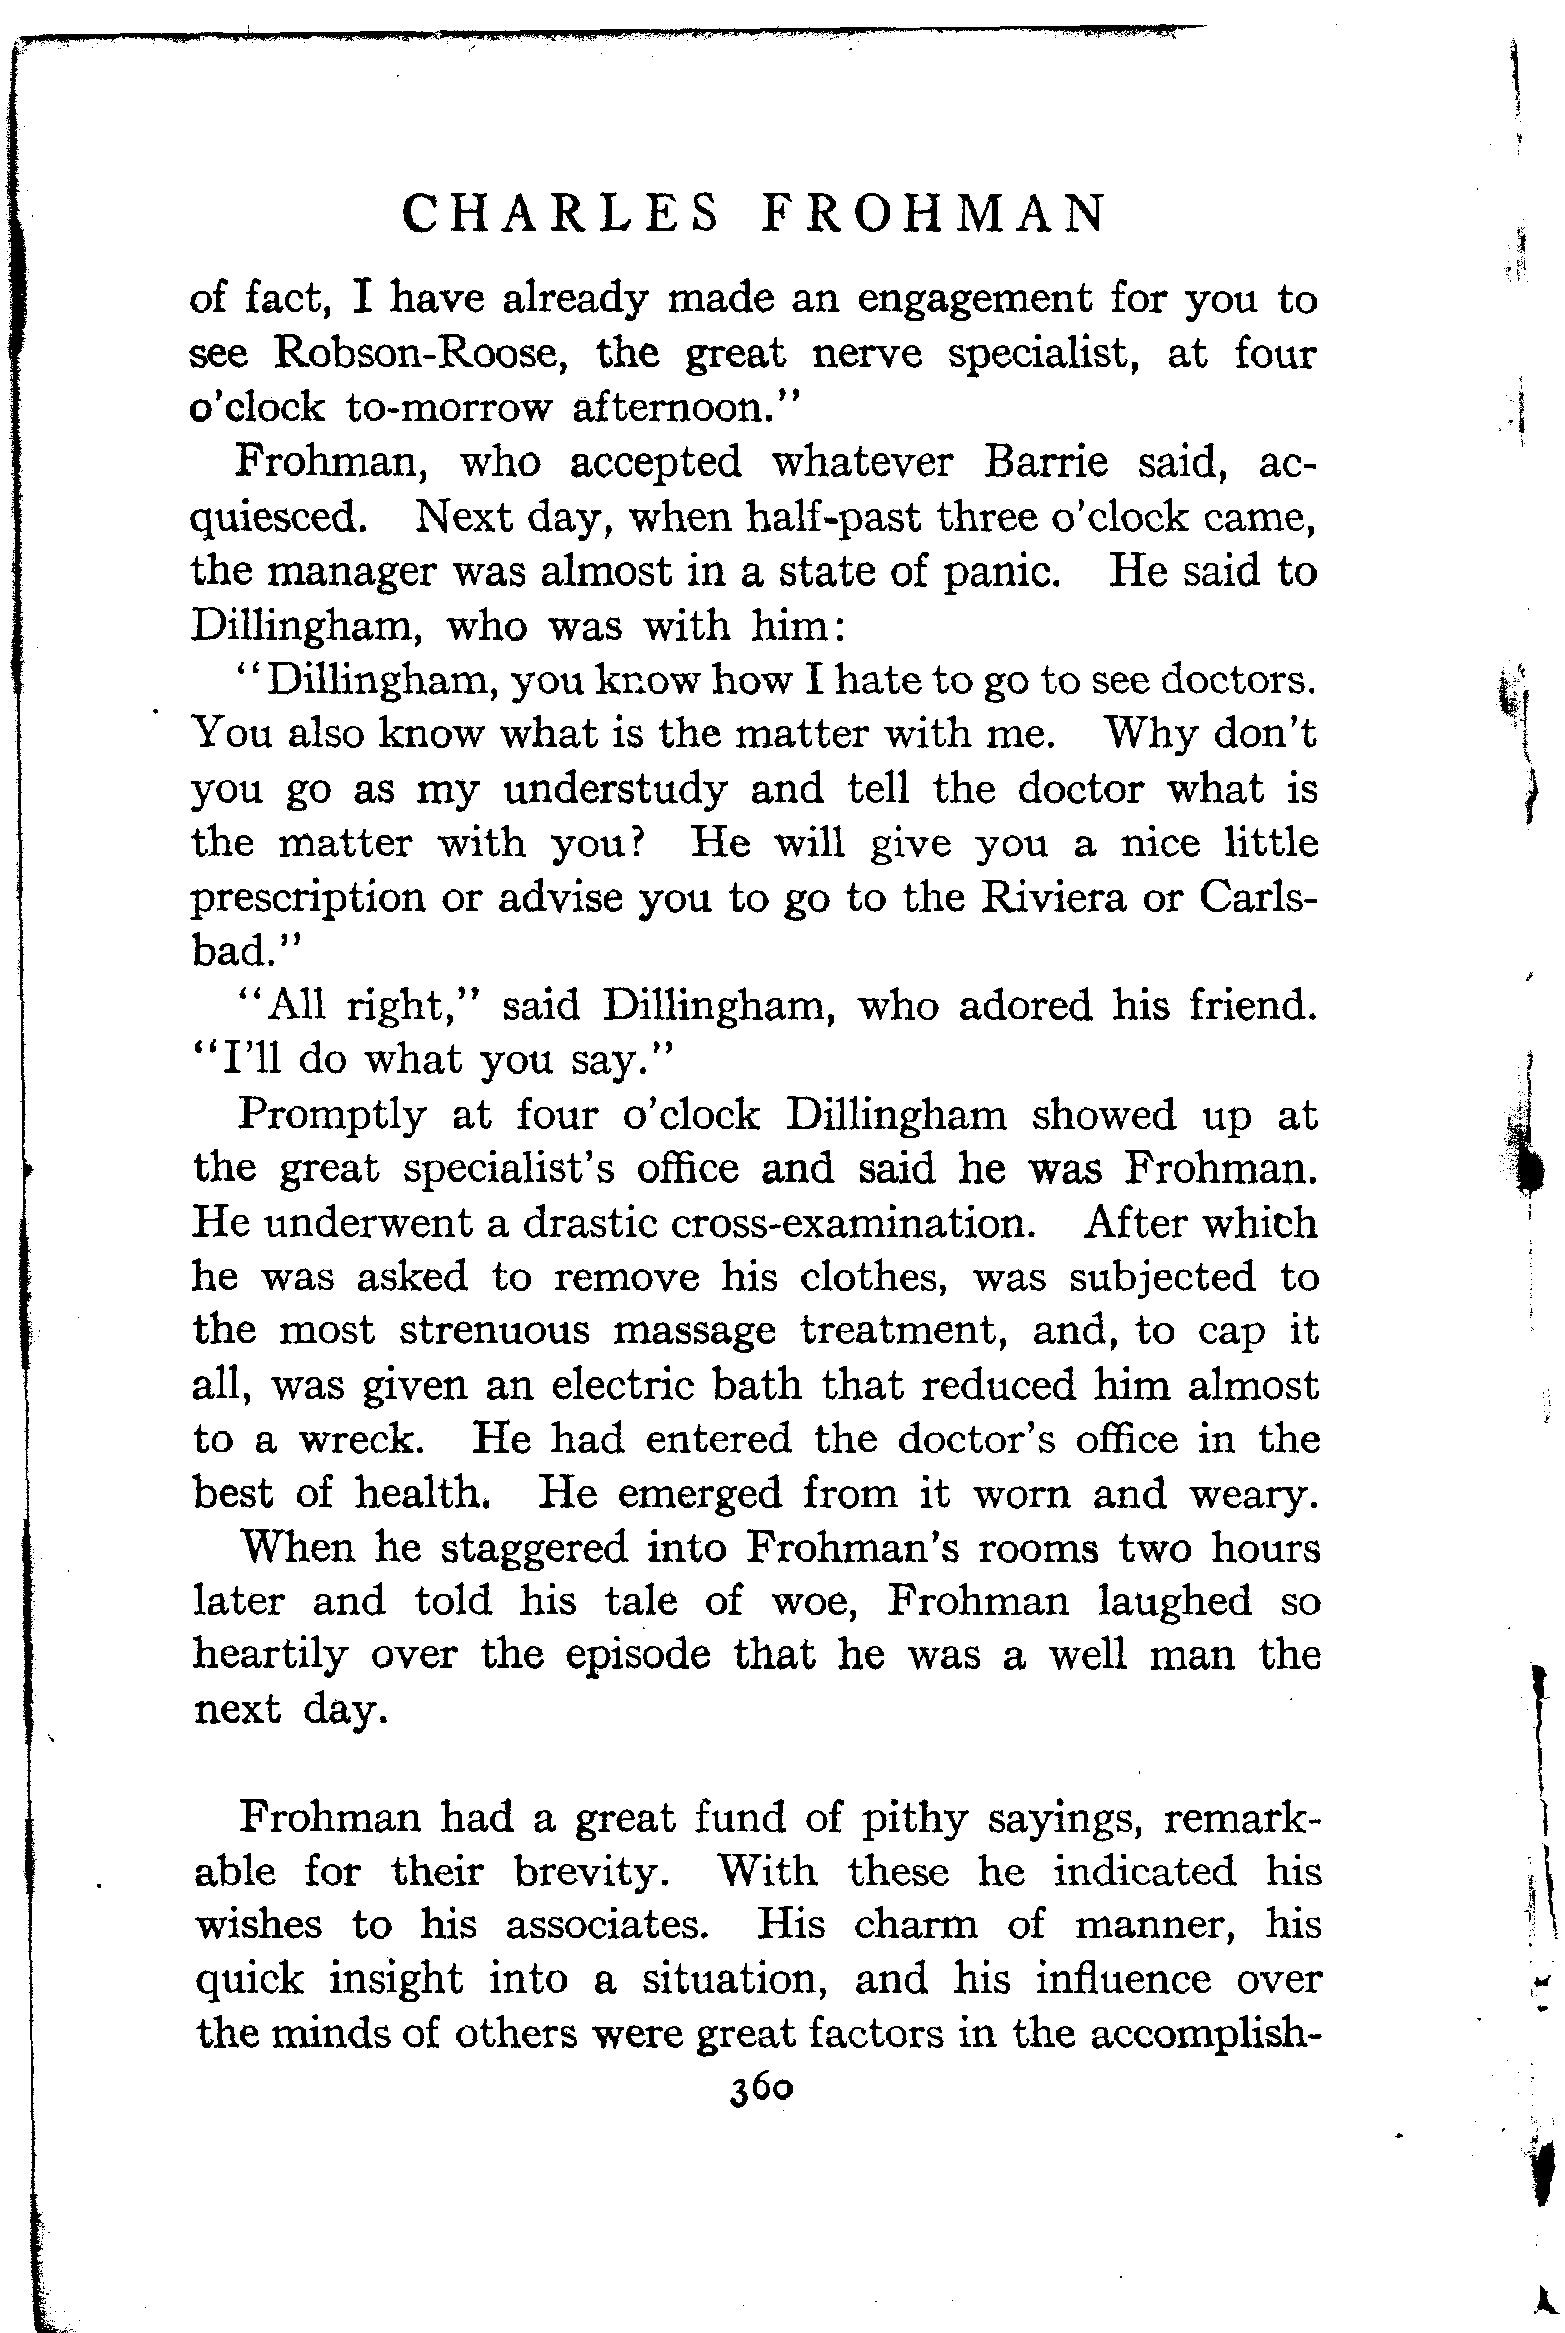 CHARLES FROHMAN
of fact, I have already made an engagement for you to
see Robson-Roose, the great nerve specialist, at four
o'clock to-morrow afternoon."
Frohman, who accepted whatever Barrie said, ac-
quiesced. Next day, when half-past three o'clock came,
the manager was almost in a state of panic. He said to
Dillingham, who was with him:
"Dillingham, you know how I hate to go to see doctors.
You also know what is the matter with me. Why don't
you go as my understudy and tell the doctor what is
the matter with you? He will give you a nice little
prescription or advise you to go to the Riviera or Carls-
bad."
"All right," said Dillingham, who adored his friend.
"I'll do what you say."
Promptly at four o'clock Dillingham showed up at
the great specialist's office and said he was Frohman.
He underwent a drastic cross-examination. After which
he was asked to remove his clothes, was subjected to
the most strenuous massage treatment, and, to cap it
all, was given an electric bath that reduced him almost
to a wreck. He had entered the doctor's office in the
best of health. He emerged from it worn and weary.
When he staggered into Frohman's rooms two hours
later and told his tale of woe, Frohman laughed so
heartily over the episode that he was a well man the
next day.
Frohman had a great fund of pithy sayings, remark-
able for their brevity. With these he indicated his
wishes to his associates. His charm of manner, his
quick insight into a situation, and his influence over
the minds of others were great factors in the accomplish-
360